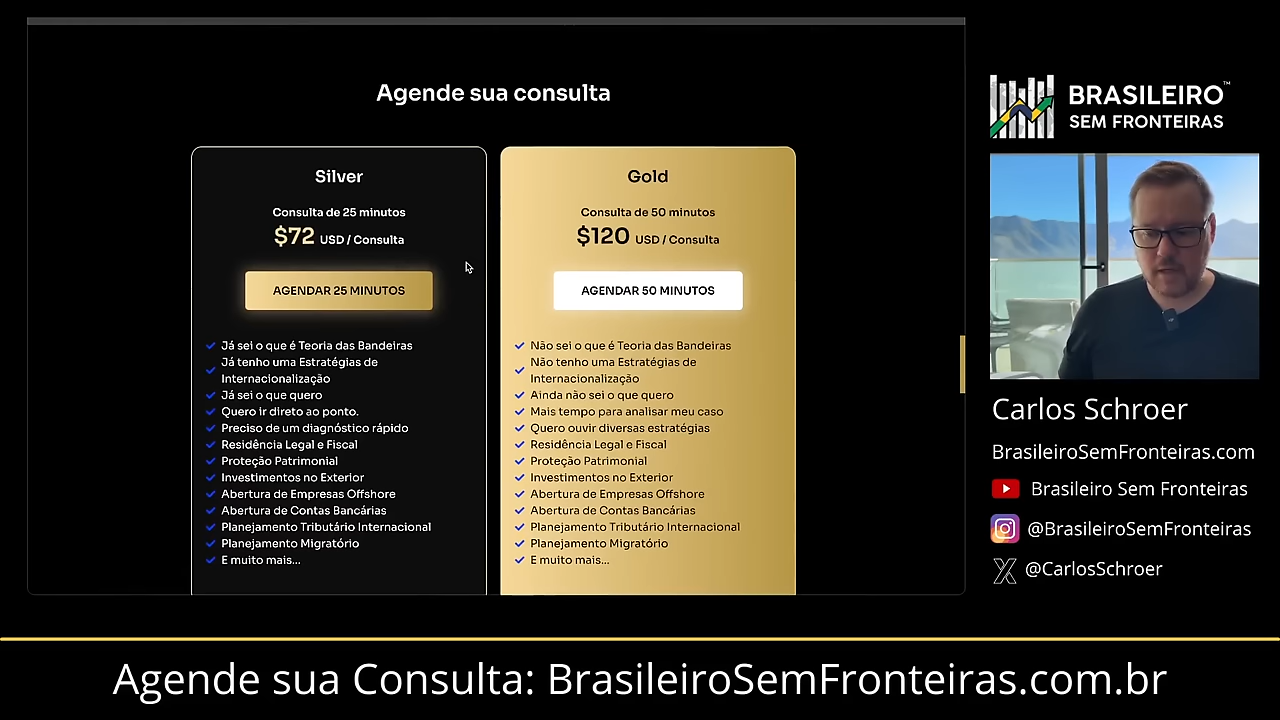 Agende sua consulta
Silver
Consulta de 25 minutos
$72 USD / Consulta
AGENDAR 25 MINUTOS
Já sei o que é Teoria das Bandeiras
Já tenho uma Estratégias de
Internacionalização
Já sei o que quero
Quero ir direto ao ponto.
Preciso de um diagnóstico rápido
Residência Legal e Fiscal
Proteção Patrimonial
Investimentos no Exterior
Abertura de Empresas Offshore
Abertura de Contas Bancárias
Planejamento Tributário Internacional
Planejamento Migratório
E muito mais...
Gold
Consulta de 50 minutos
$120 USD / Consulta
AGENDAR 50 MINUTOS
Não sei o que é Teoria das Bandeiras
Não tenho uma Estratégias de
Internacionalização
Ainda não sei o que quero
Mais tempo para analisar meu caso
Quero ouvir diversas estratégias
Residência Legal e Fiscal
Proteção Patrimonial
Investimentos no Exterior
Abertura de Empresas Offshore
Abertura de Contas Bancárias
Planejamento Tributário Internacional
Planejamento Migratório
E muito mais...
BRASILEIRO™
SEM FRONTEIRAS
Carlos Schroer
BrasileiroSemFronteiras.com
Brasileiro Sem Fronteiras
@BrasileiroSemFronteiras
@CarlosSchroer
Agende sua Consulta: BrasileiroSemFronteiras.com.br